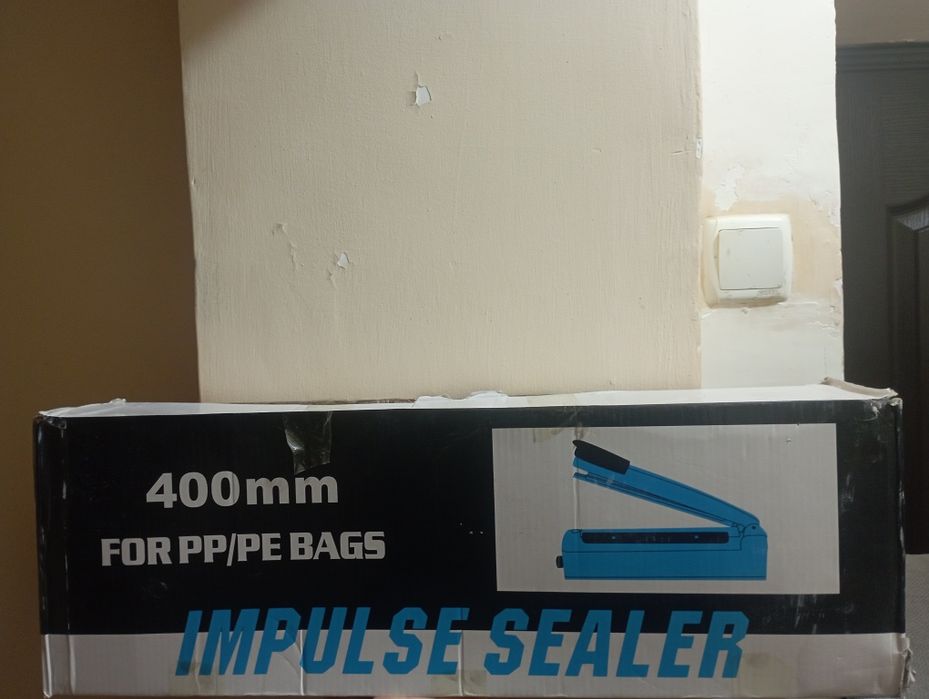 400mm
FOR PP/PE BAGS
IMPULSE SEALER